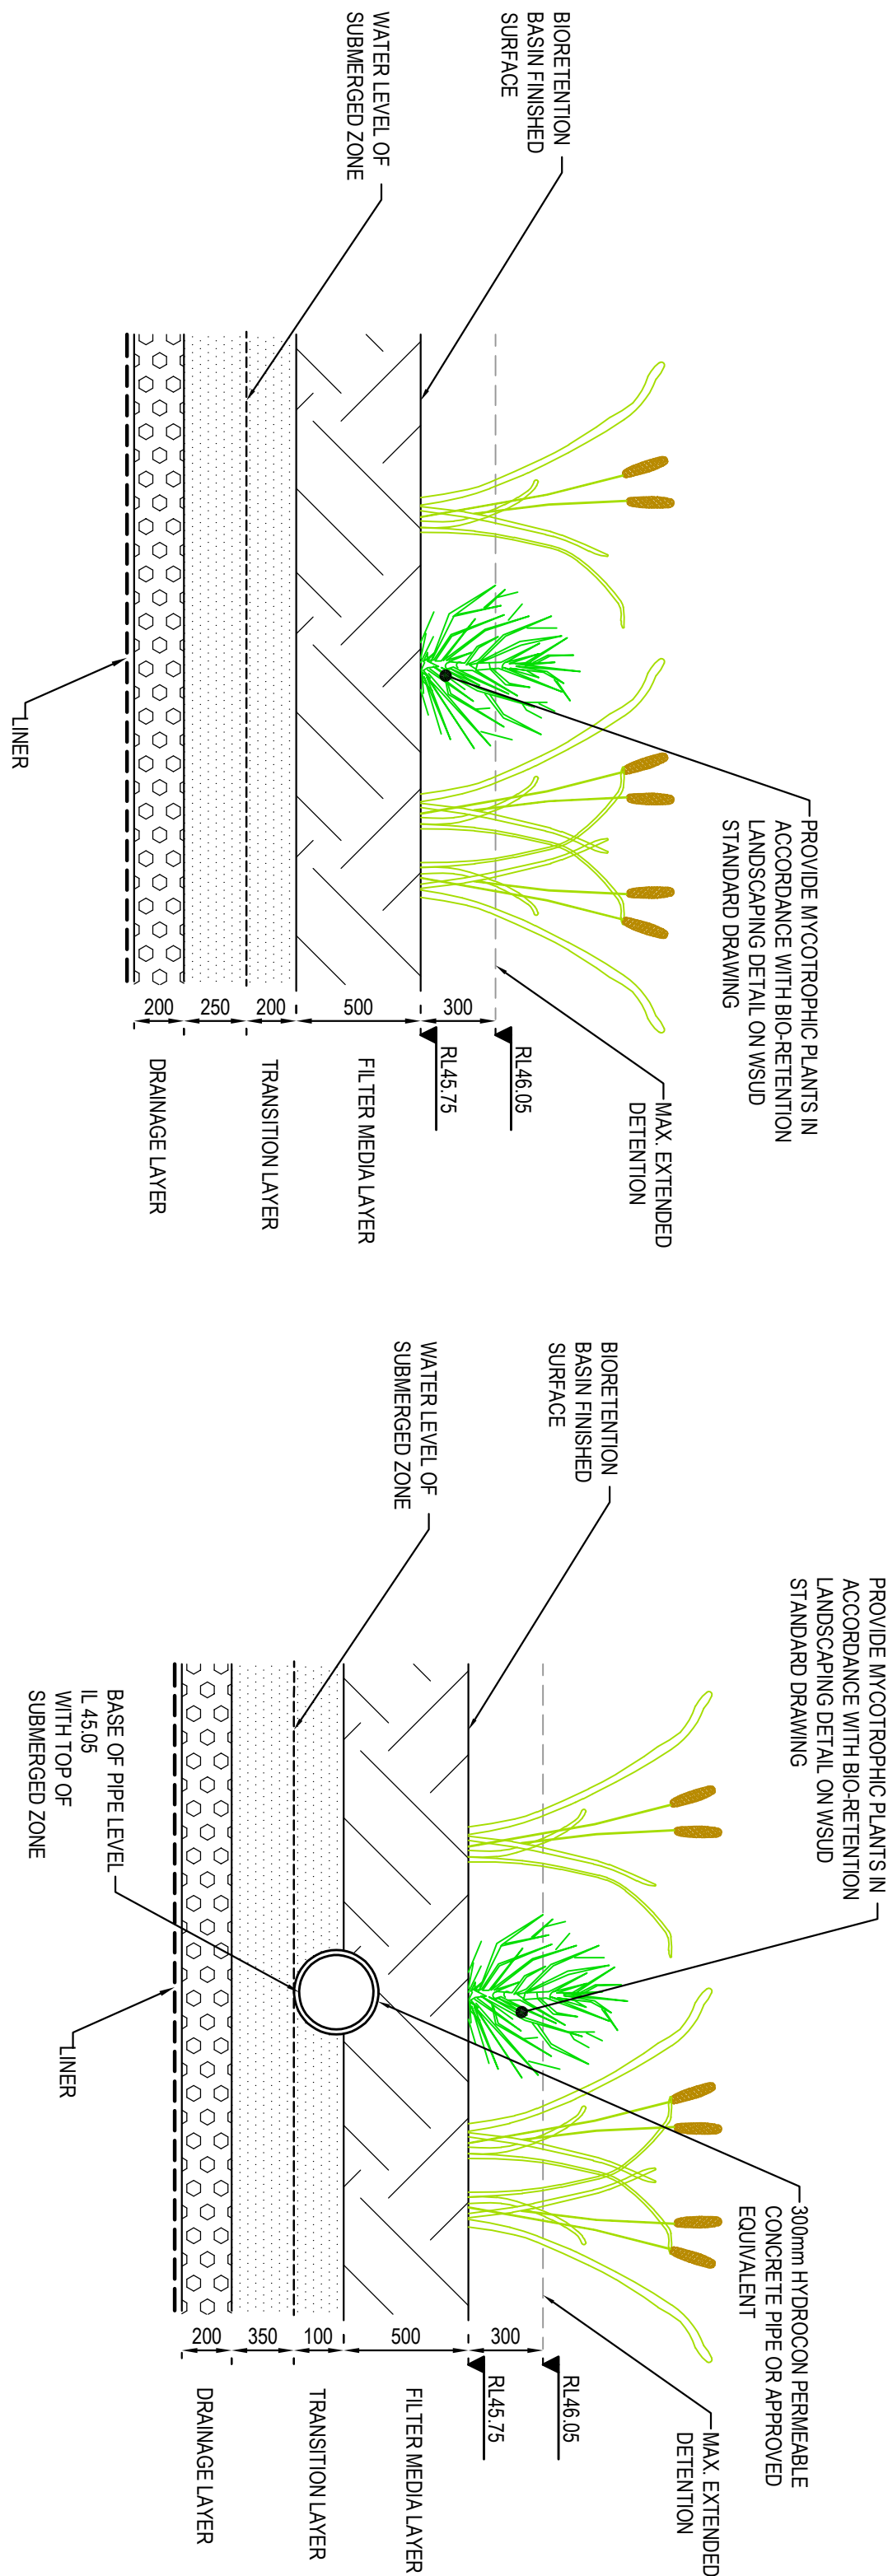 BIORETENTION
BASIN FINISHED
SURFACE
WATER LEVEL OF
SUBMERGED ZONE
PROVIDE MYCOTROPHIC PLANTS IN
ACCORDANCE WITH BIO-RETENTION
LANDSCAPING DETAIL ON WSUD
STANDARD DRAWING
MAX. EXTENDED
DETENTION
RL46.05
RL45.75
300
500
200
250
200
FILTER MEDIA LAYER
TRANSITION LAYER
DRAINAGE LAYER
LINER
PROVIDE MYCOTROPHIC PLANTS IN
ACCORDANCE WITH BIO-RETENTION
LANDSCAPING DETAIL ON WSUD
STANDARD DRAWING
BIORETENTION
BASIN FINISHED
SURFACE
WATER LEVEL OF
SUBMERGED ZONE
300mm HYDROCON PERMEABLE
CONCRETE PIPE OR APPROVED
EQUIVALENT
MAX. EXTENDED
DETENTION
RL46.05
RL45.75
300
500
100
350
200
FILTER MEDIA LAYER
TRANSITION LAYER
DRAINAGE LAYER
BASE OF PIPE LEVEL
IL 45.05
WITH TOP OF
SUBMERGED ZONE
LINER